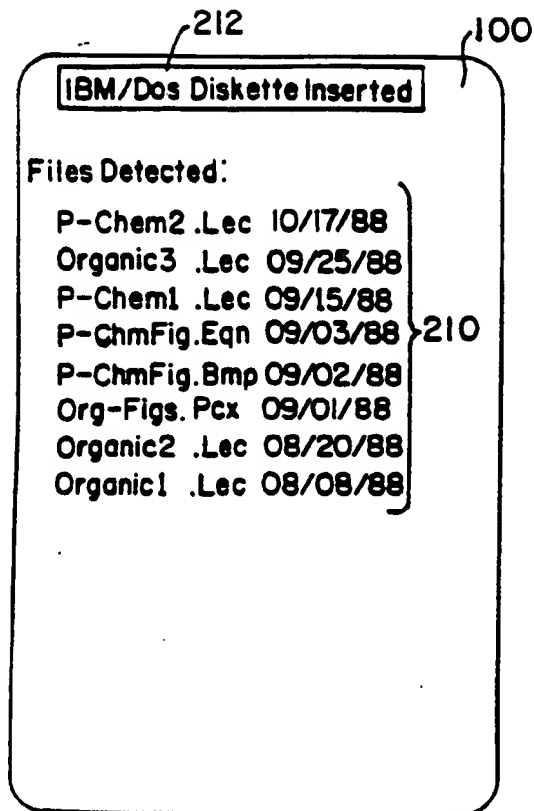 212
100
IBM/Dos Diskette Inserted
Files Detected:
P-Chem2 .Lec 10/17/88
Organic3 .Lec 09/25/88
P-Chem1 .Lec 09/15/88
P-ChmFig.Eqn 09/03/88
210
P-ChmFig.Bmp 09/02/88
Org-Figs. Pcx 09/01/88
Organic2 .Lec 08/20/88
Organic1 .Lec 08/08/88